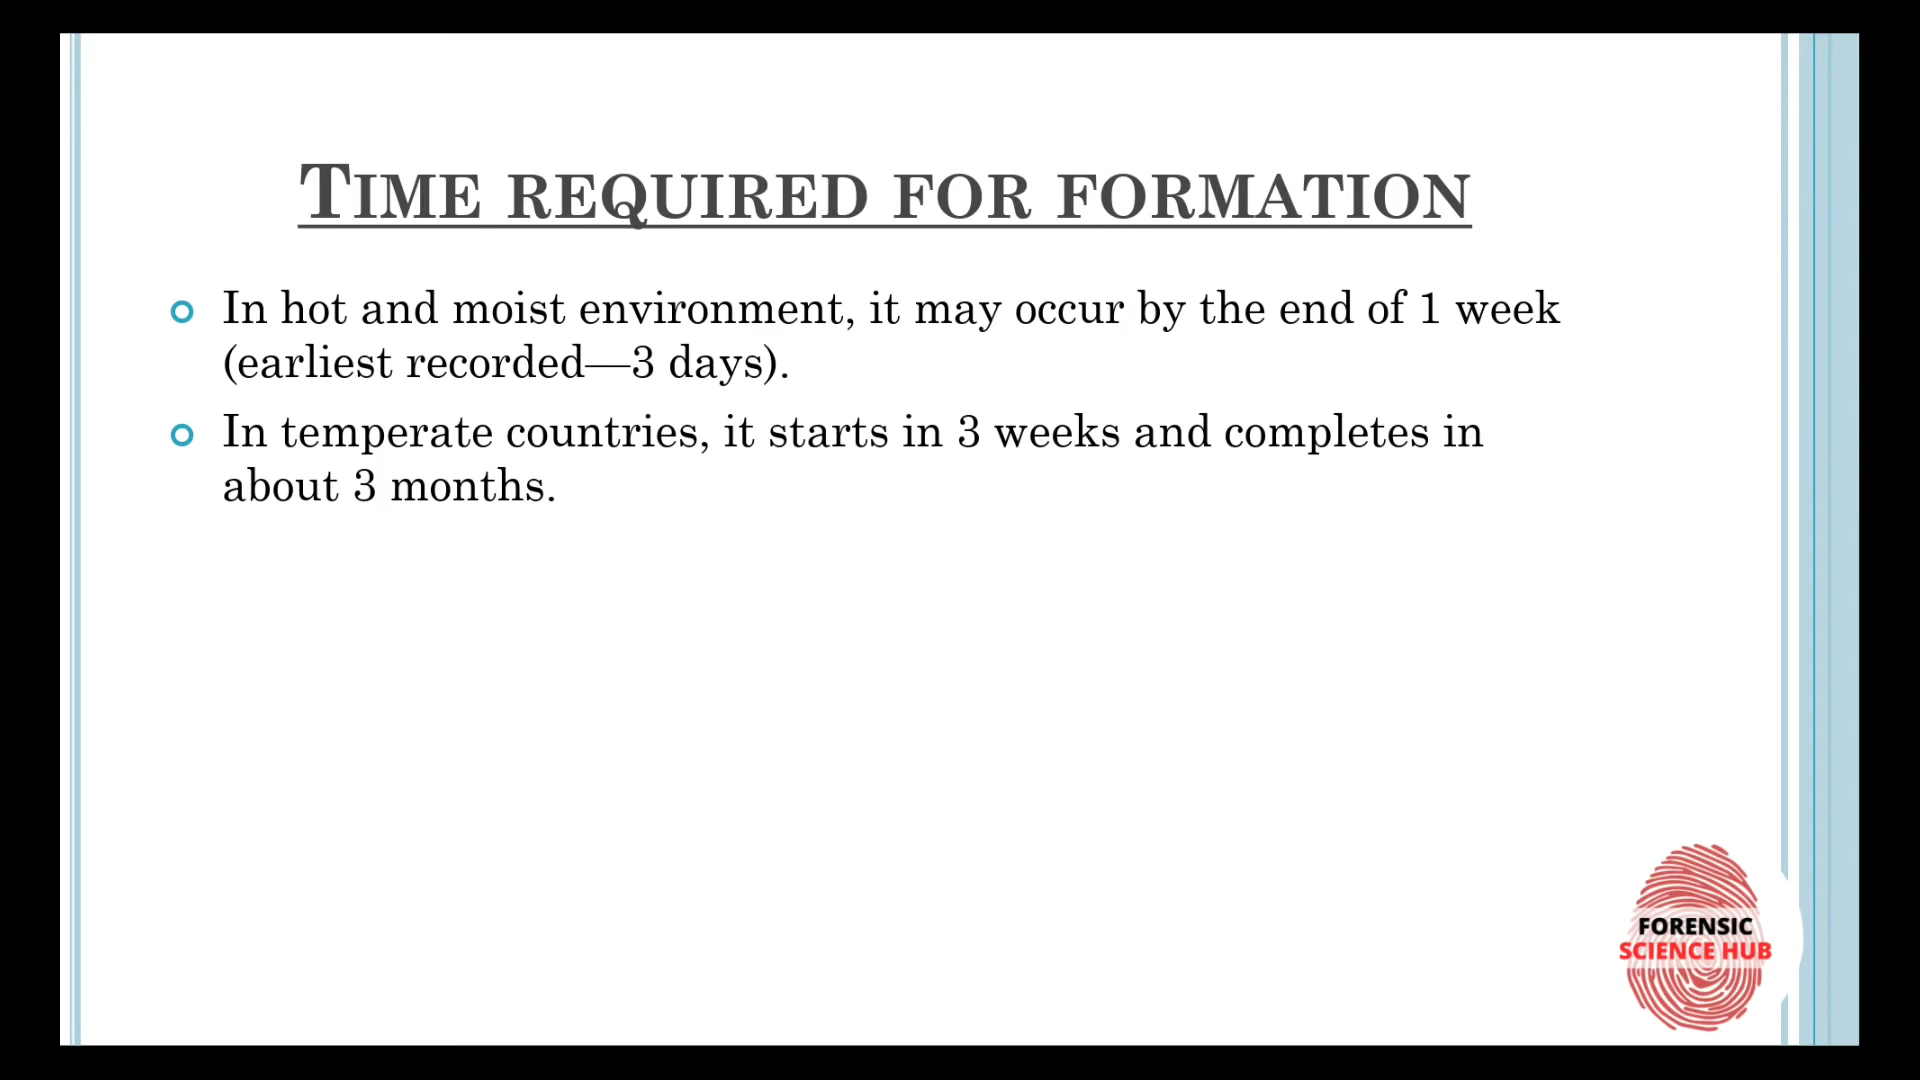 TIME REQUIRED FOR FORMATION
In hot and moist environment, it may occur by the end of 1 week
(earliest recorded—3 days).
In temperate countries, it starts in 3 weeks and completes in
about 3 months.
FORENSIC
SCIENCE HUB